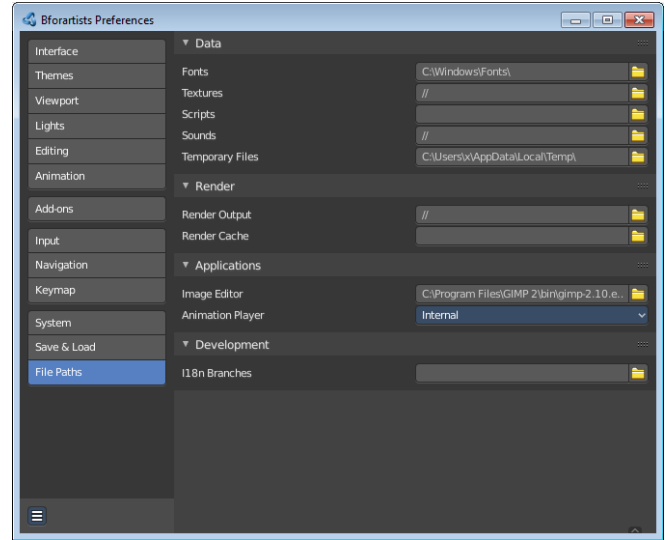 Bforartists Preferences
Interface
Themes
Viewport
Lights
Editing
Animation
Add-ons
Input
Navigation
Keymap
System
Save & Load
File Paths
Data
Fonts C:\Windows\Fonts\
Textures //
Scripts
Sounds //
Temporary Files C:\Users\x\AppData\Local\Temp\
Render
Render Output //
Render Cache
Applications
Image Editor C:\Program Files\GIMP 2\bin\gimp-2.10.e..
Animation Player Internal
Development
I18n Branches